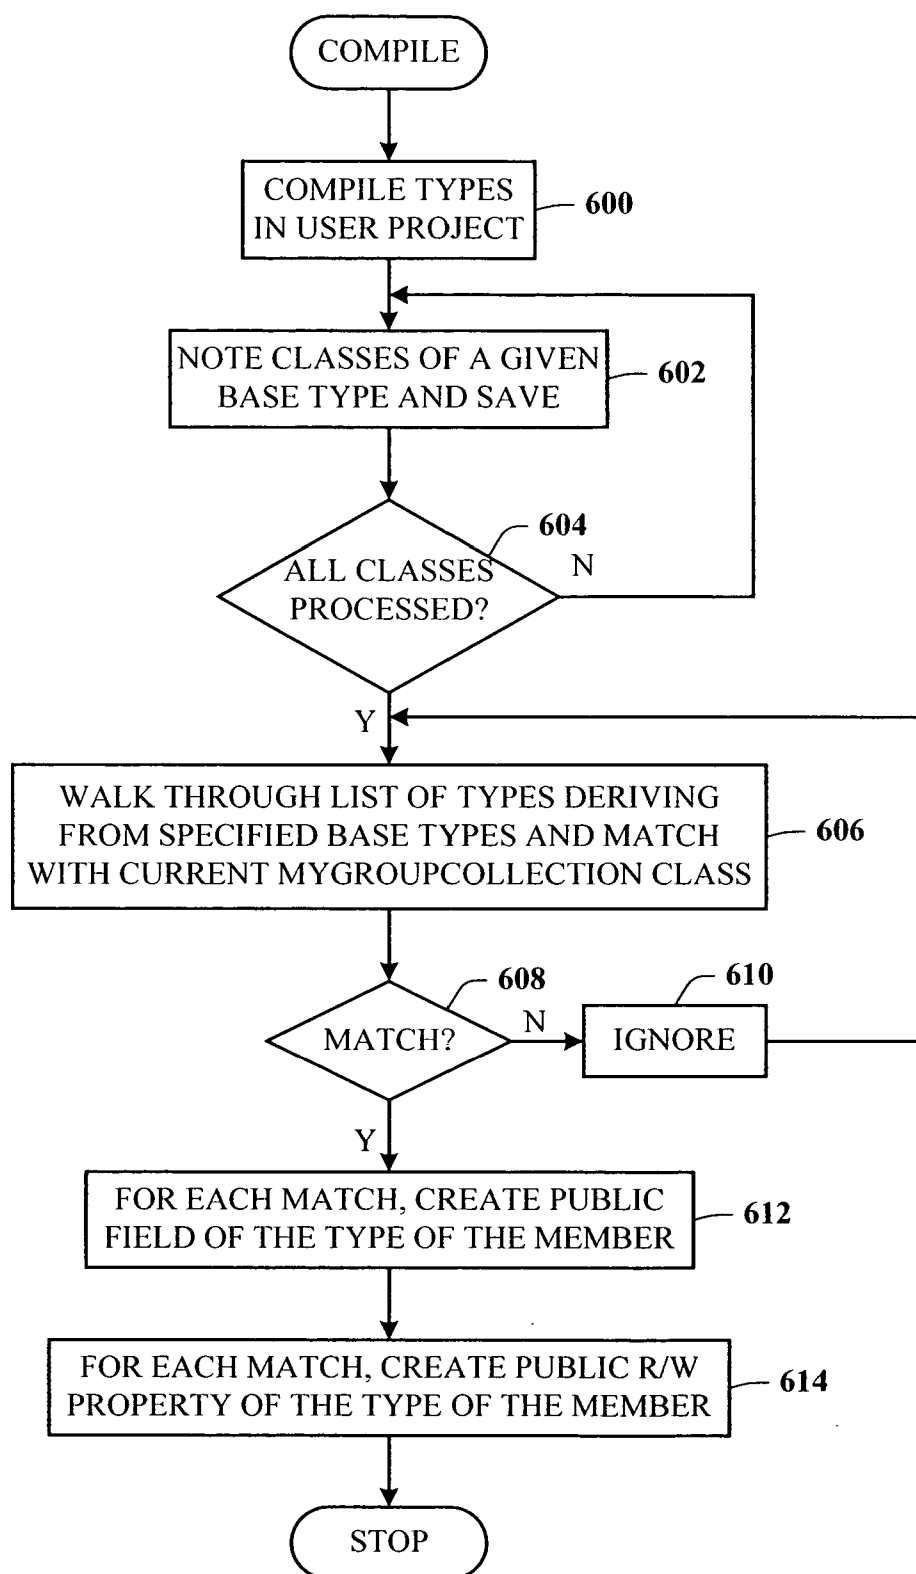 COMPILE
COMPILE TYPES
IN USER PROJECT
600
NOTE CLASSES OF A GIVEN
BASE TYPE AND SAVE
602
604
ALL CLASSES
PROCESSED?
N
Y
WALK THROUGH LIST OF TYPES DERIVING
FROM SPECIFIED BASE TYPES AND MATCH
WITH CURRENT MYGROUPCOLLECTION CLASS
606
608
MATCH?
N
610
IGNORE
Y
FOR EACH MATCH, CREATE PUBLIC
FIELD OF THE TYPE OF THE MEMBER
612
FOR EACH MATCH, CREATE PUBLIC R/W
PROPERTY OF THE TYPE OF THE MEMBER
614
STOP